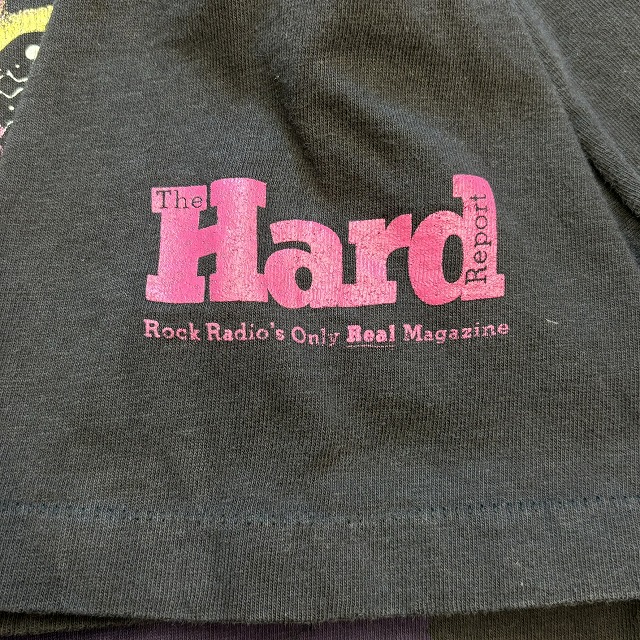 The Hard Report
Rock Radio's Only Real Magazine